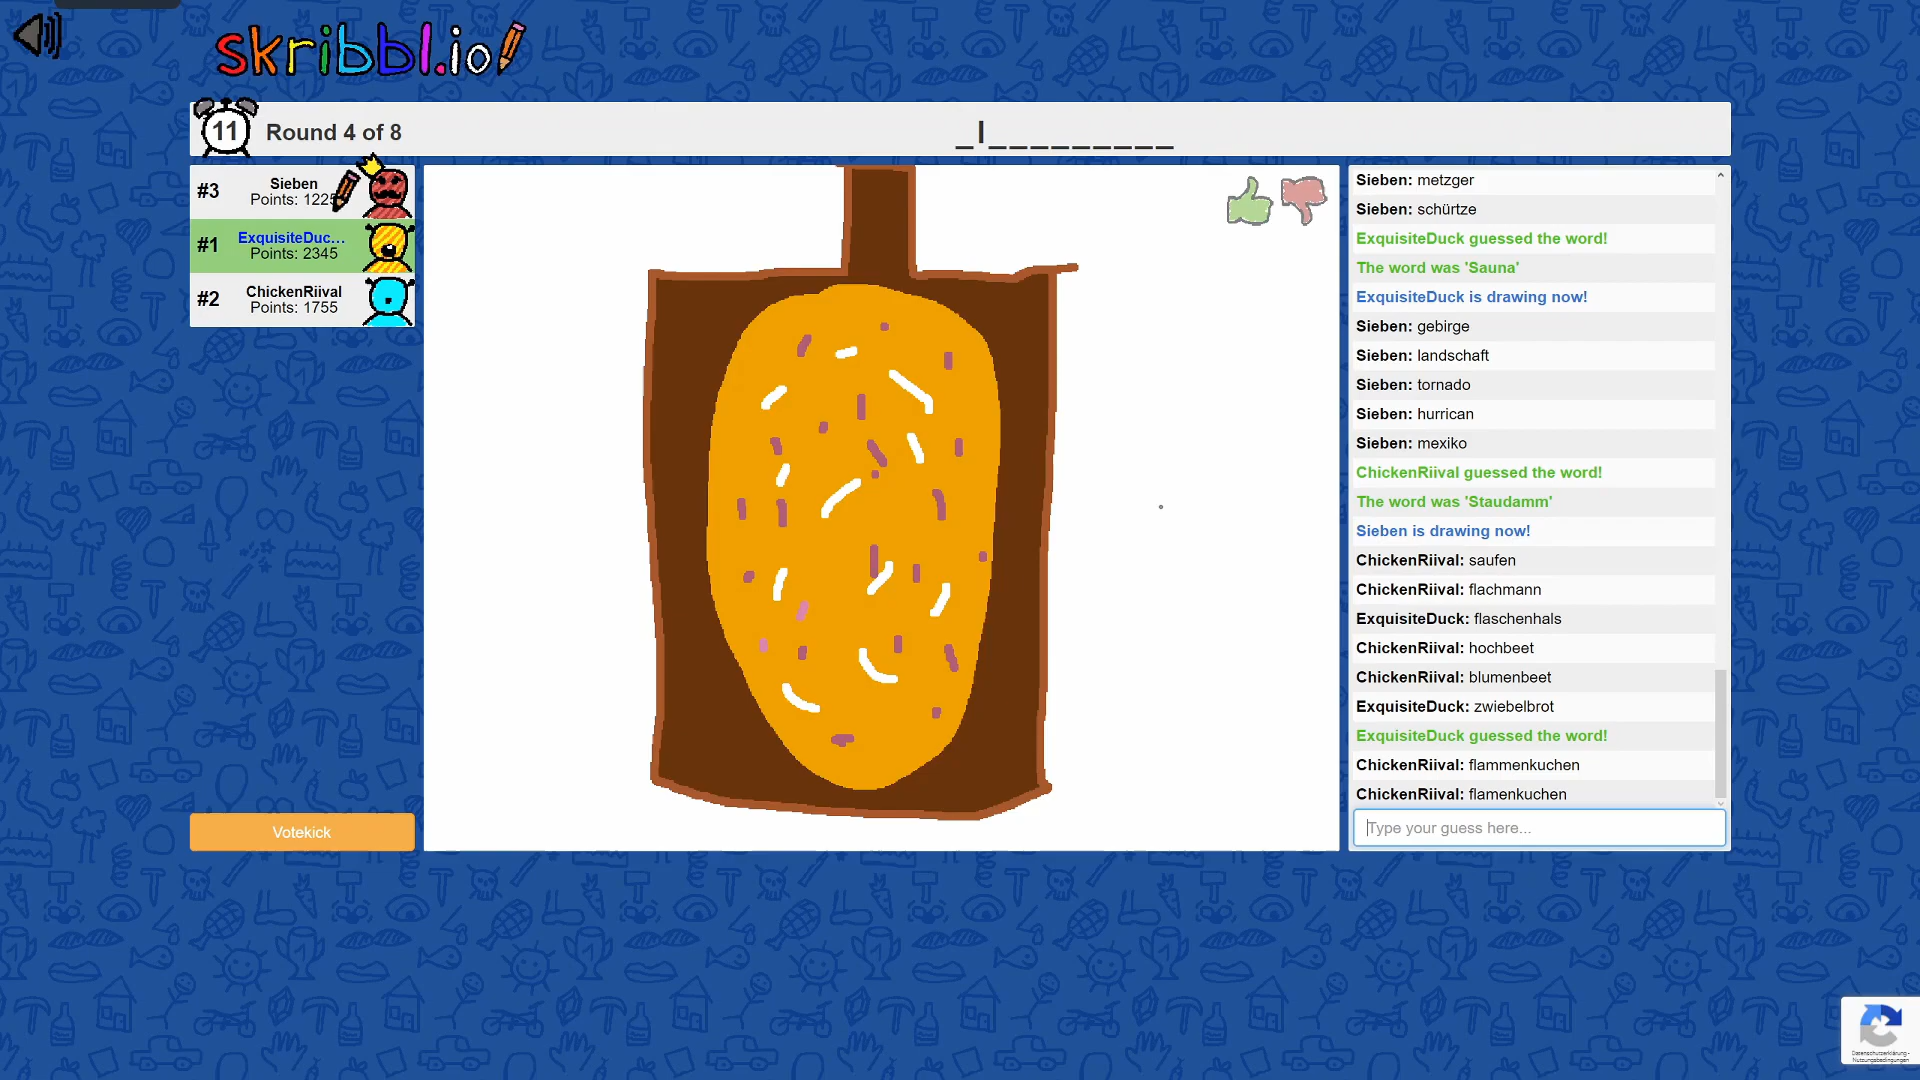 skribbl.io
11
Round 4 of 8
_l_________
#3
Sieben
Points: 1225
#1
ExquisiteDuc...
Points: 2345
#2
ChickenRiival
Points: 1755
Votekick
Sieben: metzger
Sieben: schürtze
ExquisiteDuck guessed the word!
The word was 'Sauna'
ExquisiteDuck is drawing now!
Sieben: gebirge
Sieben: landschaft
Sieben: tornado
Sieben: hurrican
Sieben: mexiko
ChickenRiival guessed the word!
The word was 'Staudamm'
Sieben is drawing now!
ChickenRiival: saufen
ChickenRiival: flachmann
ExquisiteDuck: flaschenhals
ChickenRiival: hochbeet
ChickenRiival: blumenbeet
ExquisiteDuck: zwiebelbrot
ExquisiteDuck guessed the word!
ChickenRiival: flammenkuchen
ChickenRiival: flamenkuchen
Type your guess here...
Datenschutzerklärung -
Nutzungsbedingungen